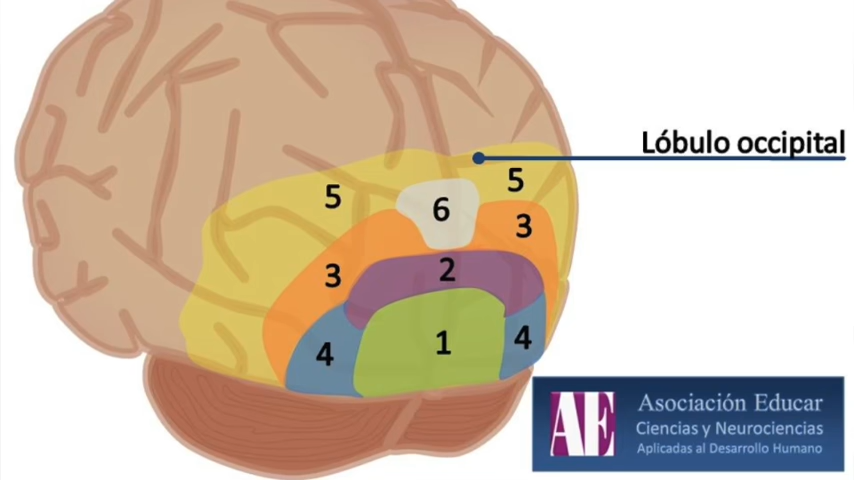 Lóbulo occipital
5
5
6
3
3
2
1
4
4
AE
Asociación Educar
Ciencias y Neurociencias
Aplicadas al Desarrollo Humano